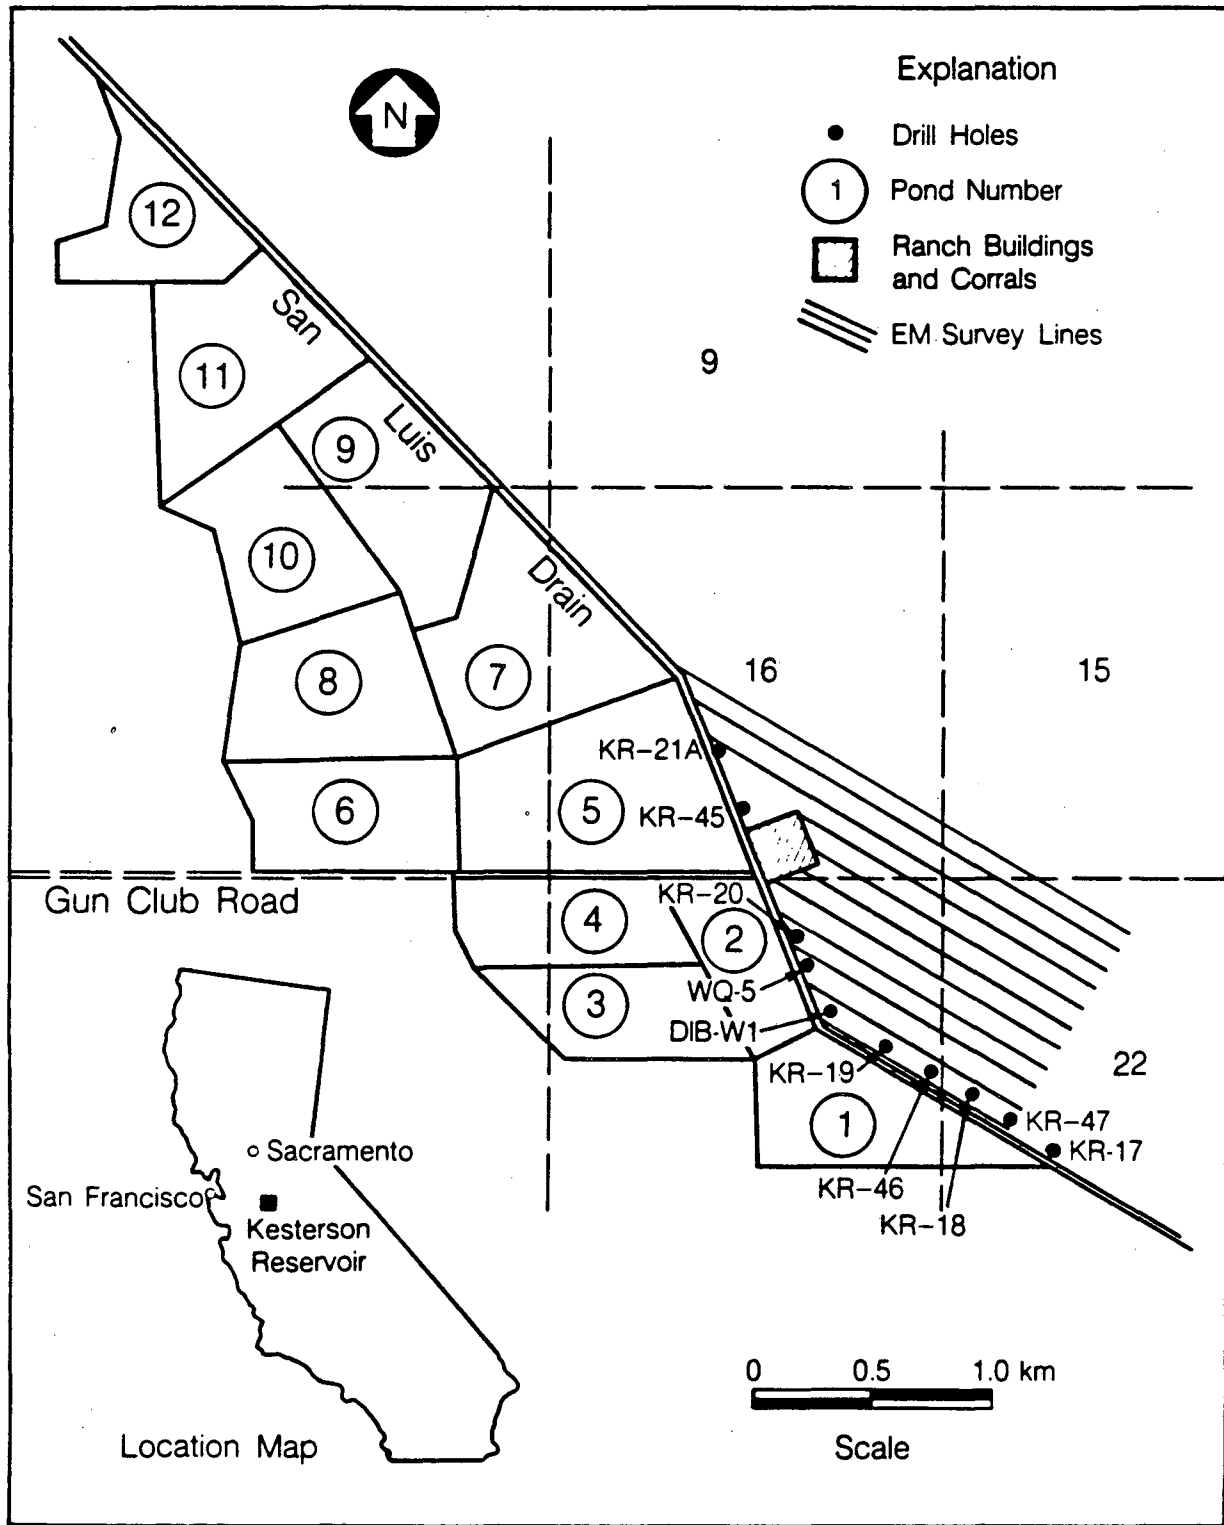 Explanation
N
Drill Holes
12
1
Pond Number
Ranch Buildings
and Corrals
San
EM Survey Lines
9
11
Luis
9
10
Drain
16
15
8
7
KR-21A
6
5
KR-45
Gun Club Road
KR-20
4
2
WQ-5
3
DIB-W1
22
KR-19
1
KR-47
KR-17
Sacramento
KR-46
San Francisco
KR-18
Kesterson
Reservoir
0 0.5 1.0 km
Location Map
Scale